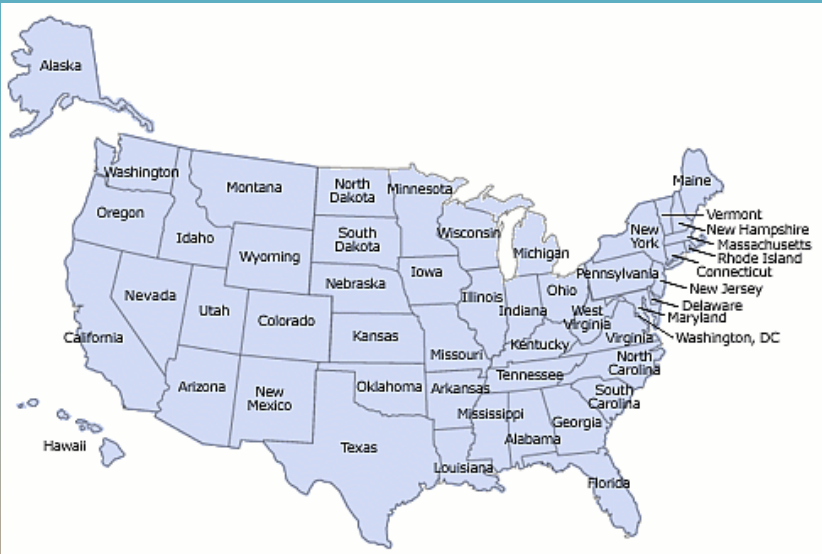 Alaska
Washington
Montana
North
Dakota
Minnesota
Maine
Oregon
Idaho
Wyoming
South
Dakota
Wisconsin
Michigan
New
York
Vermont
New Hampshire
Massachusetts
Rhode Island
Connecticut
Nevada
Utah
Colorado
Nebraska
Iowa
Illinois
Indiana
Ohio
Pennsylvania
New Jersey
Delaware
Maryland
Washington, DC
California
Kansas
Missouri
Kentucky
West
Virginia
Virginia
Arizona
New
Mexico
Oklahoma
Arkansas
Tennessee
North
Carolina
South
Carolina
Hawaii
Texas
Louisiana
Mississippi
Alabama
Georgia
Florida